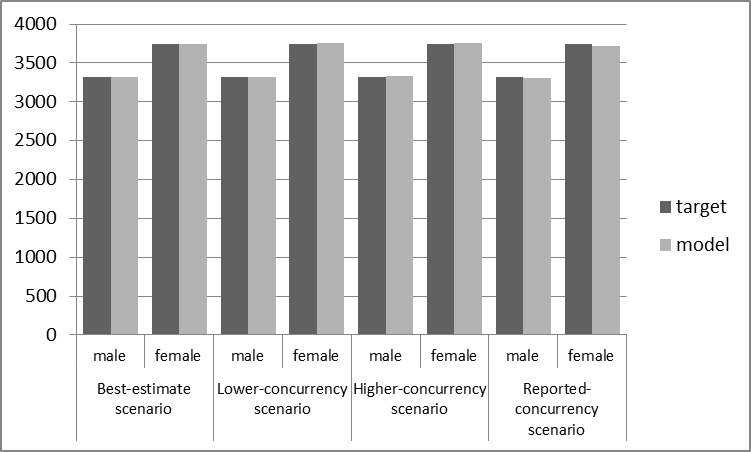 4000
3500
3000
2500
2000
1500
1000
500
0
target
model
male female male female male female male female
Best-estimate Lower-concurrency Higher-concurrency Reported-
scenario scenario scenario concurrency
scenario